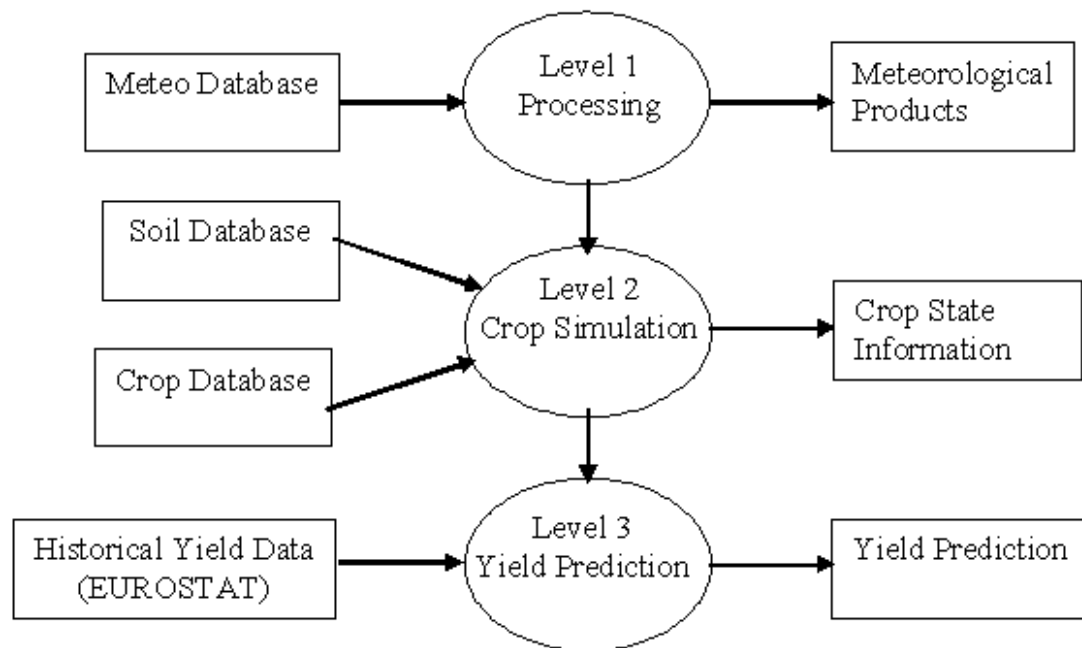 Meteo Database
Level 1
Processing
Meteorological
Products
Soil Database
Level 2
Crop Simulation
Crop State
Information
Crop Database
Historical Yield Data
(EUROSTAT)
Level 3
Yield Prediction
Yield Prediction